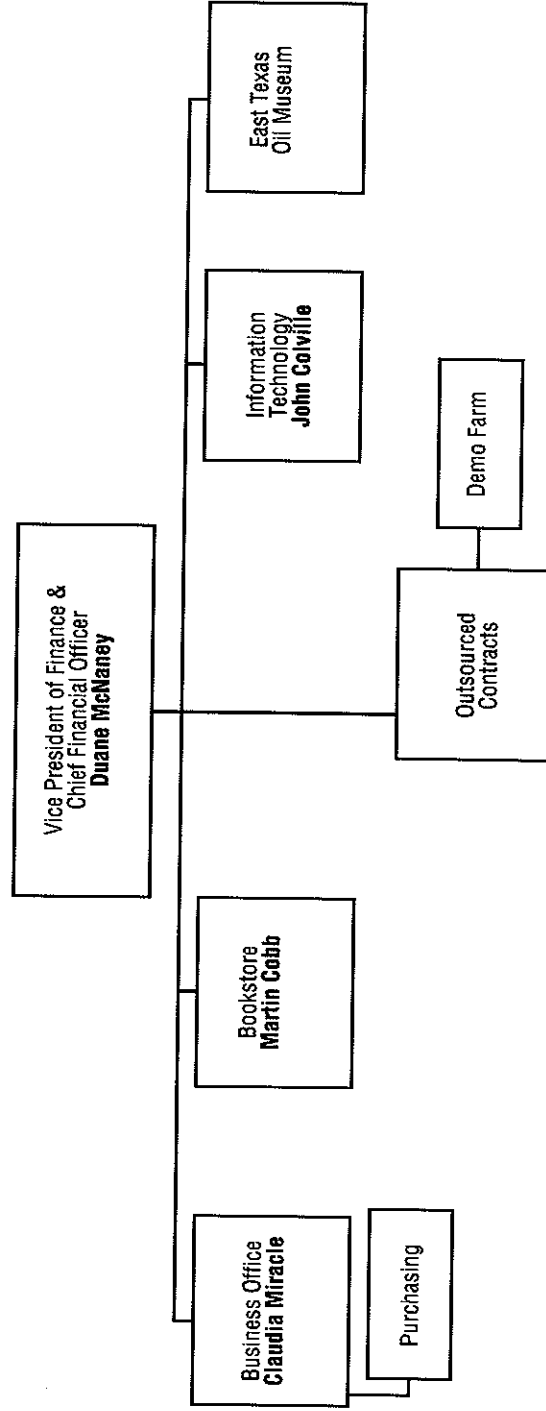 Vice President of Finance &
Chief Financial Officer
Duane McNaney
Business Office
Claudia Miracle
Bookstore
Martin Cobb
Information
Technology
John Colville
East Texas
Oil Museum
Purchasing
Outsourced
Contracts
Demo Farm